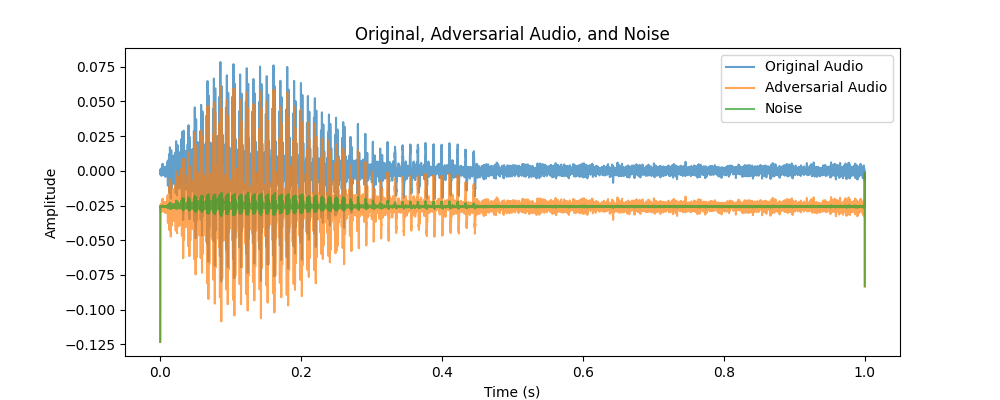 Original, Adversarial Audio, and Noise
Original Audio
Adversarial Audio
Noise
0.075
0.050
0.025
0.000
−0.025
−0.050
−0.075
−0.100
−0.125
Amplitude
0.0
0.2
0.4
0.6
0.8
1.0
Time (s)